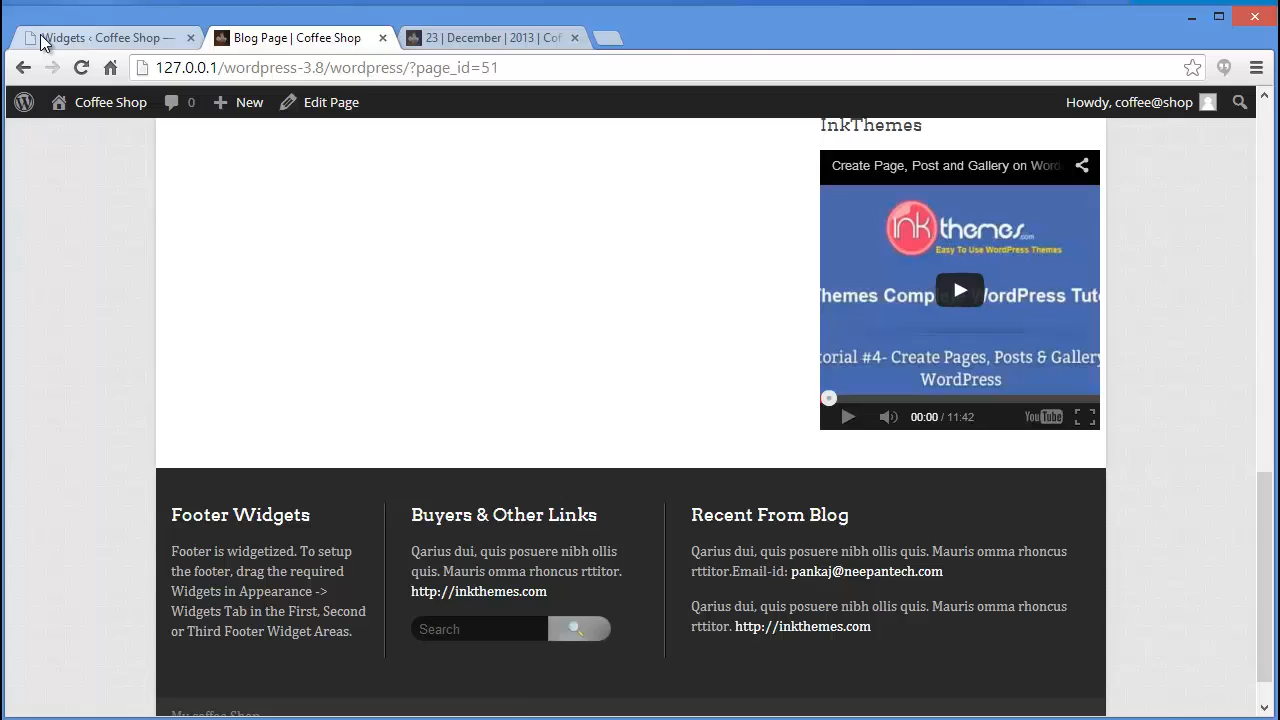 Widgets ‹ Coffee Shop —
Blog Page | Coffee Shop
23 | December | 2013 | Cof
127.0.0.1/wordpress-3.8/wordpress/?page_id=51
Coffee Shop
0
New
Edit Page
Howdy, coffee@shop
InkThemes
Create Page, Post and Gallery on Word
Ink themes.com
Easy To Use WordPress Themes
Themes Comple WordPress Tuto
torial #4- Create Pages, Posts & Gallery
WordPress
00:00 / 11:42
YouTube
Footer Widgets
Footer is widgetized. To setup
the footer, drag the required
Widgets in Appearance ->
Widgets Tab in the First, Second
or Third Footer Widget Areas.
Buyers & Other Links
Qarius dui, quis posuere nibh ollis
quis. Mauris omma rhoncus rttitor.
http://inkthemes.com
Search
Recent From Blog
Qarius dui, quis posuere nibh ollis quis. Mauris omma rhoncus
rttitor.Email-id: pankaj@neepantech.com
Qarius dui, quis posuere nibh ollis quis. Mauris omma rhoncus
rttitor. http://inkthemes.com
My coffee Shop